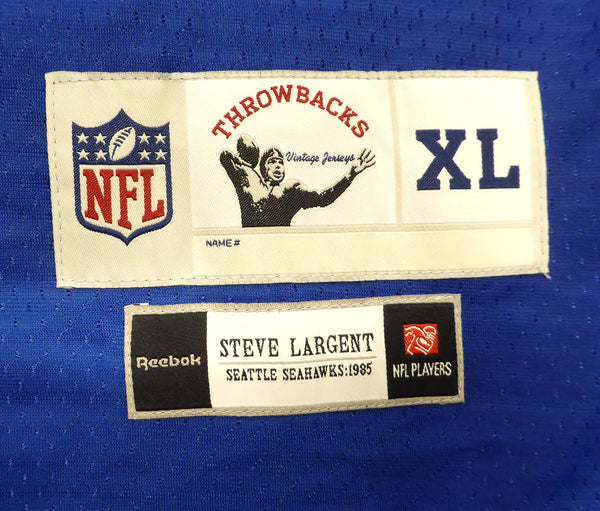 NFL
THROWBACKS
Vintage Jerseys
XL
NAME#
Reebok
STEVE LARGENT
SEATTLE SEAHAWKS:1985
NFL PLAYERS